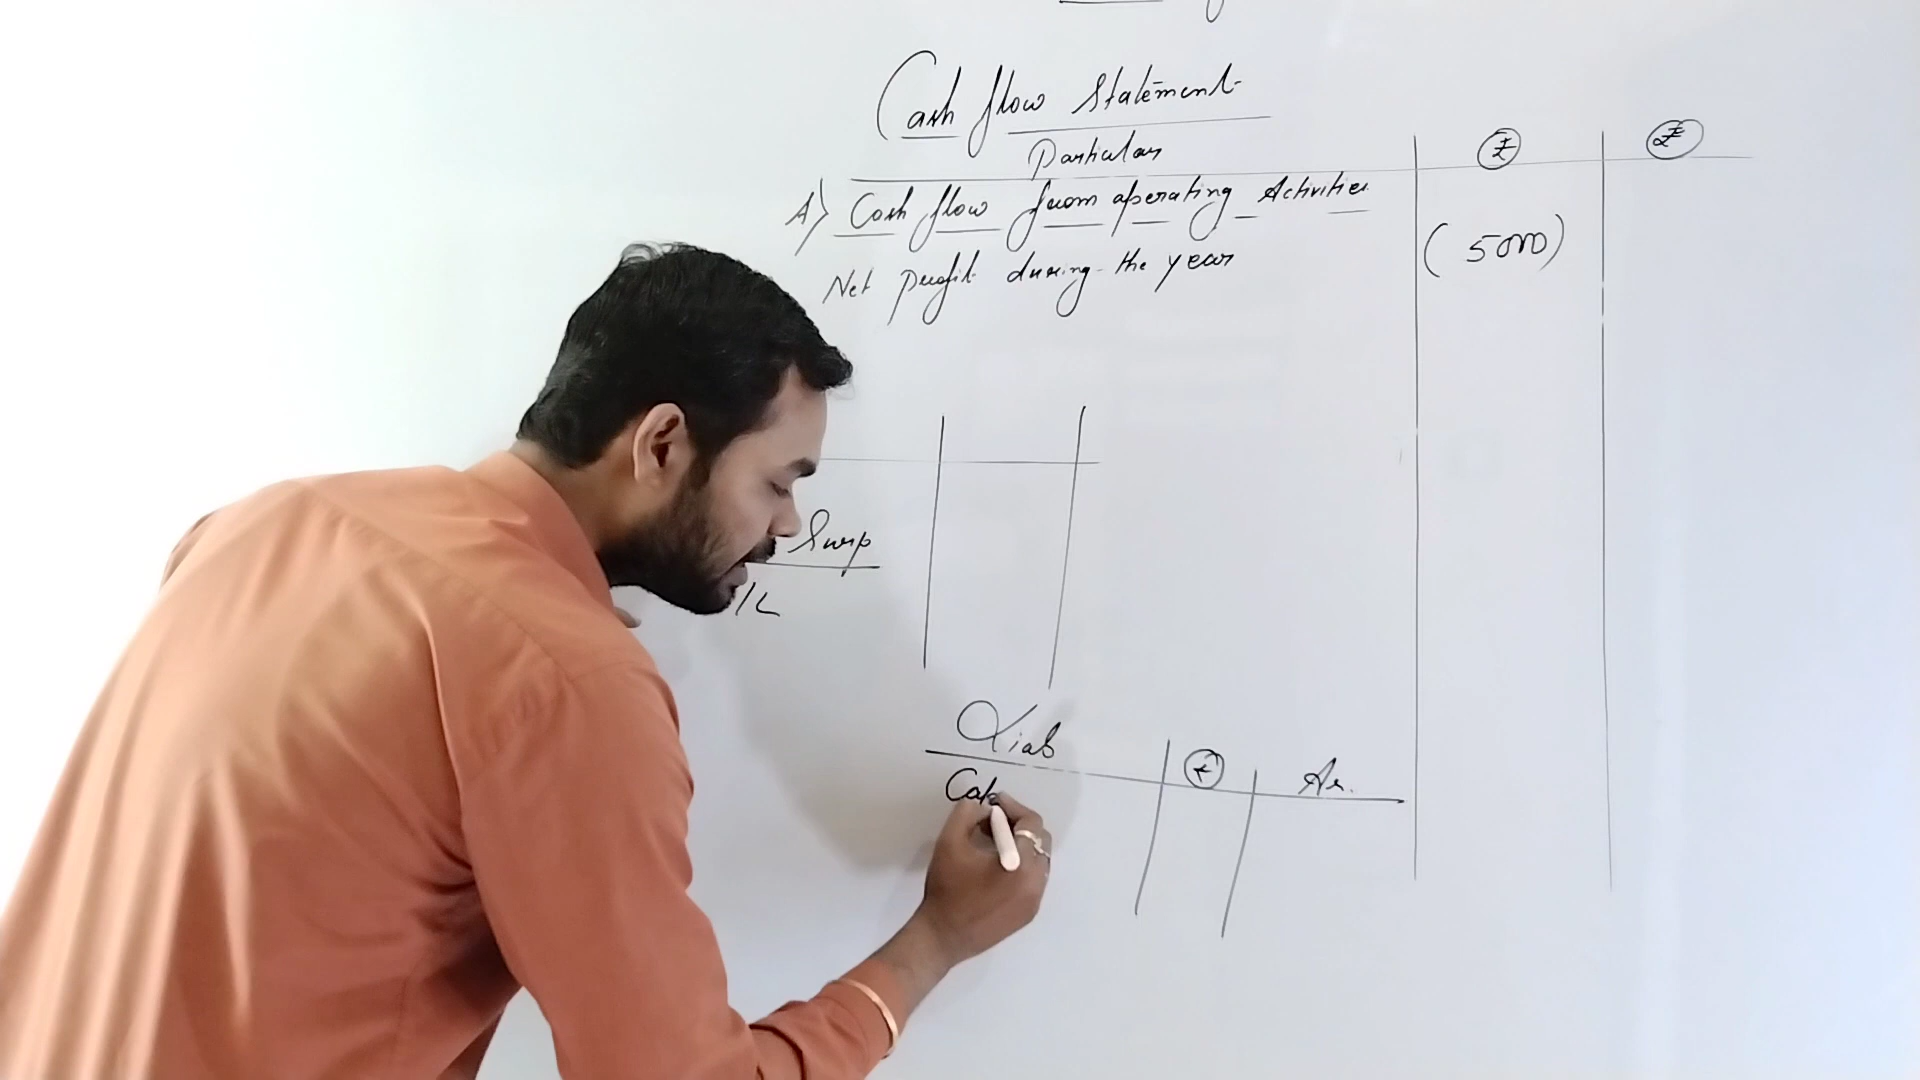 Cash flow Statement
Particulars ₹ ₹
A) Cash flow from operating Activities
Net Profit during the year (5000)
Surp
/L
Liab ₹ As.
Cap